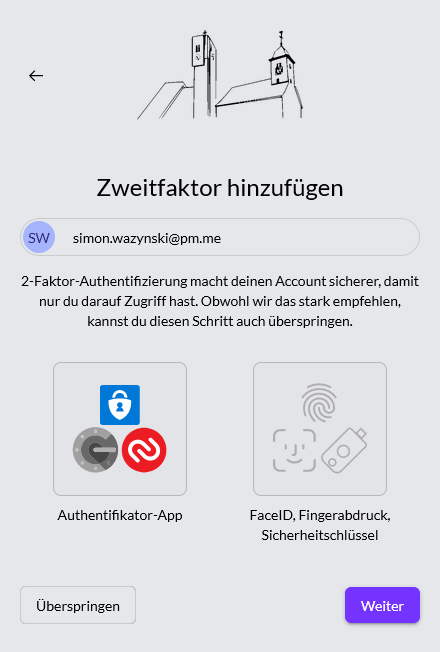 Zweitfaktor hinzufügen
SW simon.wazynski@pm.me
2-Faktor-Authentifizierung macht deinen Account sicherer, damit
nur du darauf Zugriff hast. Obwohl wir das stark empfehlen,
kannst du diesen Schritt auch überspringen.
Authentifikator-App
FaceID, Fingerabdruck,
Sicherheitschlüssel
Überspringen
Weiter